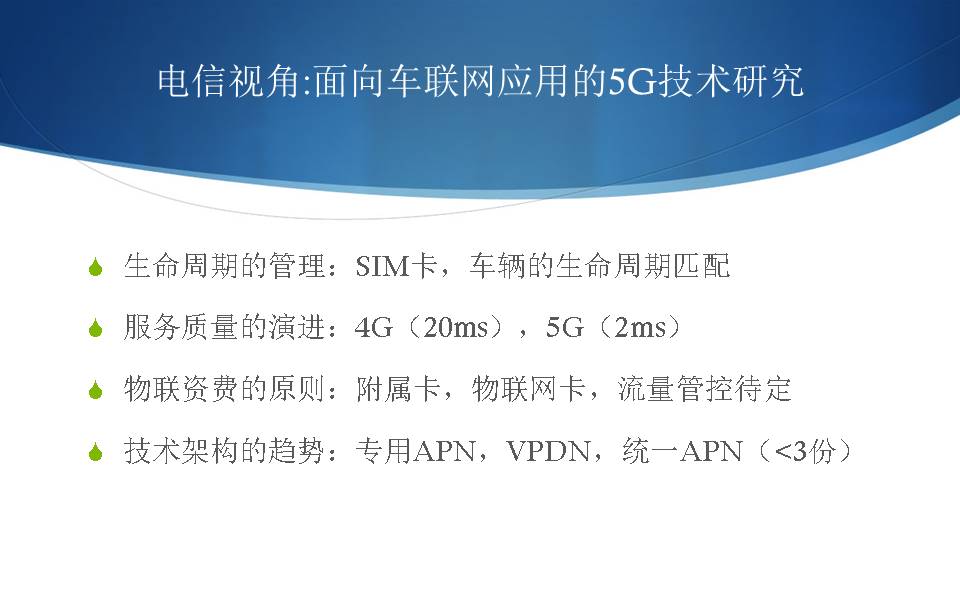 电信视角:面向车联网应用的5G技术研究
生命周期的管理：SIM卡，车辆的生命周期匹配
服务质量的演进：4G（20ms），5G（2ms）
物联资费的原则：附属卡，物联网卡，流量管控待定
技术架构的趋势：专用APN，VPDN，统一APN（<3份）